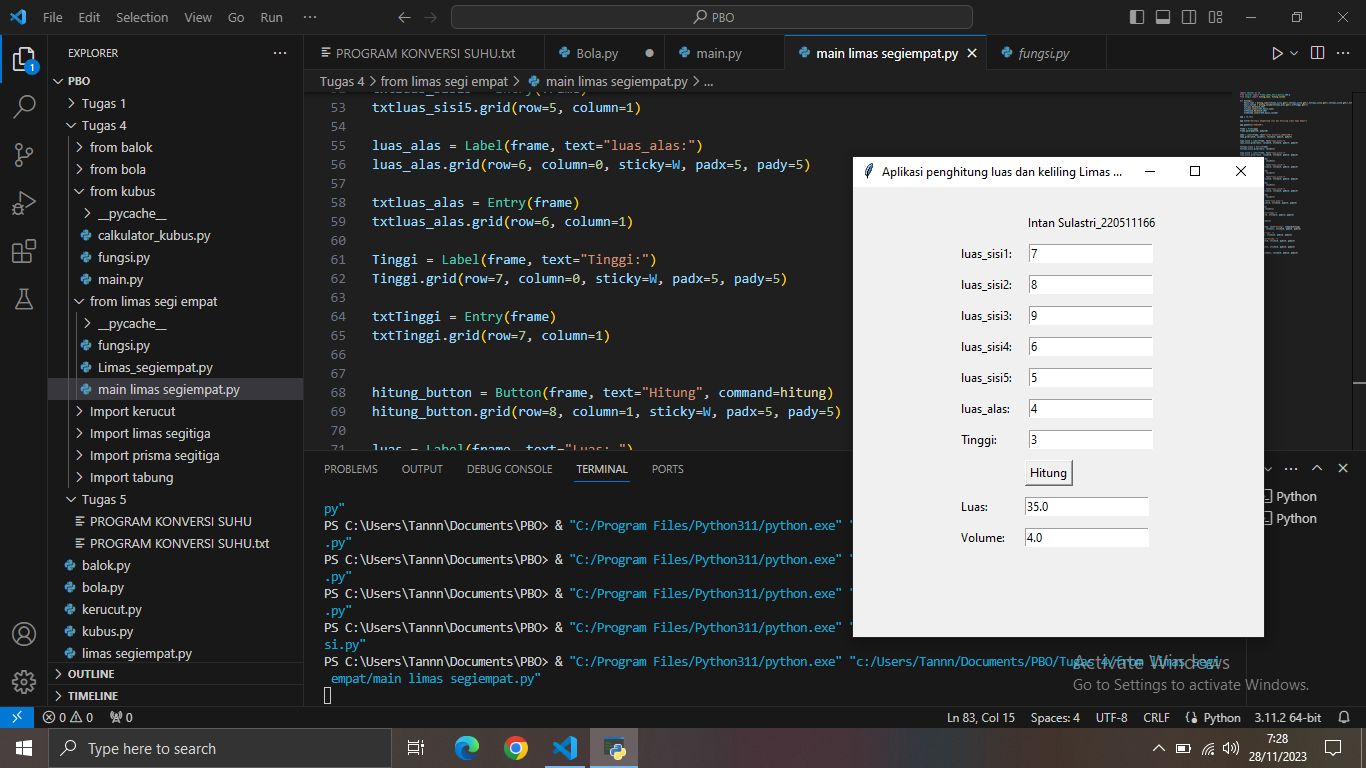 File Edit Selection View Go Run ··· PBO
EXPLORER ···
PBO
Tugas 1
Tugas 4
from balok
from bola
from kubus
__pycache__
calkulator_kubus.py
fungsi.py
main.py
from limas segi empat
__pycache__
fungsi.py
Limas_segiempat.py
main limas segiempat.py
Import kerucut
Import limas segitiga
Import prisma segitiga
Import tabung
Tugas 5
PROGRAM KONVERSI SUHU
PROGRAM KONVERSI SUHU.txt
balok.py
bola.py
kerucut.py
kubus.py
limas segiempat.py
OUTLINE
TIMELINE
PROGRAM KONVERSI SUHU.txt Bola.py main.py main limas segiempat.py fungsi.py
Tugas 4 > from limas segi empat > main limas segiempat.py > ...
53 txtluas_sisi5.grid(row=5, column=1)
54
55 luas_alas = Label(frame, text="luas_alas:")
56 luas_alas.grid(row=6, column=0, sticky=W, padx=5, pady=5)
57
58 txtluas_alas = Entry(frame)
59 txtluas_alas.grid(row=6, column=1)
60
61 Tinggi = Label(frame, text="Tinggi:")
62 Tinggi.grid(row=7, column=0, sticky=W, padx=5, pady=5)
63
64 txtTinggi = Entry(frame)
65 txtTinggi.grid(row=7, column=1)
66
67
68 hitung_button = Button(frame, text="Hitung", command=hitung)
69 hitung_button.grid(row=8, column=1, sticky=W, padx=5, pady=5)
70
71 luas = Label(frame, text="Luas: ")
PROBLEMS OUTPUT DEBUG CONSOLE TERMINAL PORTS
py"
PS C:\Users\Tannn\Documents\PBO> & "C:/Program Files/Python311/python.exe" "
.py"
PS C:\Users\Tannn\Documents\PBO> & "C:/Program Files/Python311/python.exe" "
.py"
PS C:\Users\Tannn\Documents\PBO> & "C:/Program Files/Python311/python.exe" "
.py"
PS C:\Users\Tannn\Documents\PBO> & "C:/Program Files/Python311/python.exe" "
si.py"
PS C:\Users\Tannn\Documents\PBO> & "C:/Program Files/Python311/python.exe" "c:/Users/Tannn/Documents/PBO/Tugas 4/from limas segi
empat/main limas segiempat.py"
Python
Python
Aplikasi penghitung luas dan keliling Limas ...
Intan Sulastri_220511166
luas_sisi1: 7
luas_sisi2: 8
luas_sisi3: 9
luas_sisi4: 6
luas_sisi5: 5
luas_alas: 4
Tinggi: 3
Hitung
Luas: 35.0
Volume: 4.0
Activate Windows
Go to Settings to activate Windows.
0 0 0 Ln 83, Col 15 Spaces: 4 UTF-8 CRLF Python 3.11.2 64-bit
Type here to search
7:28
28/11/2023